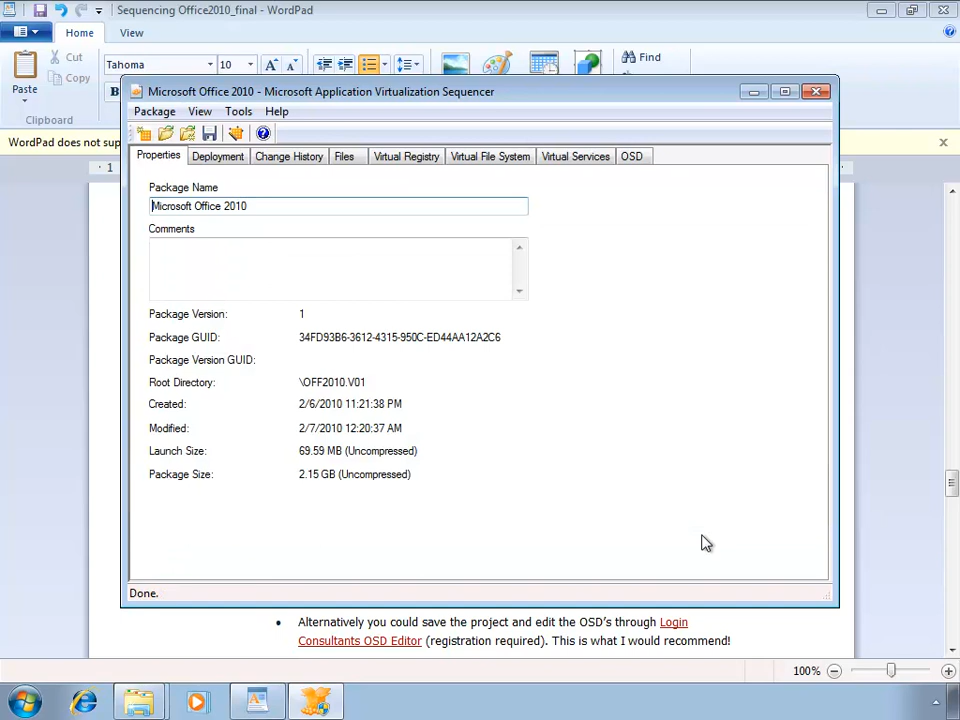 Sequencing Office2010_final - WordPad
Home View
Cut
Copy
Paste
Clipboard
Tahoma 10
B
Find
WordPad does not sup
1
Microsoft Office 2010 - Microsoft Application Virtualization Sequencer
Package View Tools Help
Properties Deployment Change History Files Virtual Registry Virtual File System Virtual Services OSD
Package Name
Microsoft Office 2010
Comments
Package Version: 1
Package GUID: 34FD93B6-3612-4315-950C-ED44AA12A2C6
Package Version GUID:
Root Directory: \OFF2010.V01
Created: 2/6/2010 11:21:38 PM
Modified: 2/7/2010 12:20:37 AM
Launch Size: 69.59 MB (Uncompressed)
Package Size: 2.15 GB (Uncompressed)
Done.
• Alternatively you could save the project and edit the OSD's through Login
Consultants OSD Editor (registration required). This is what I would recommend!
100%